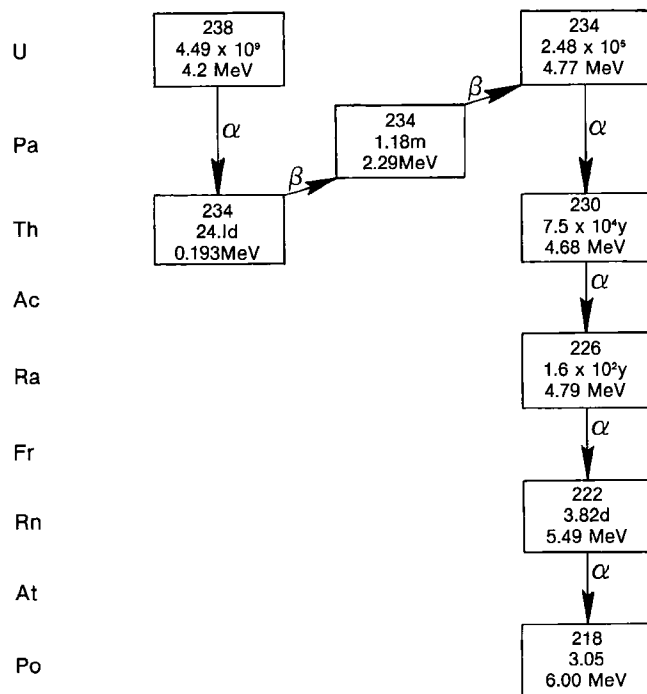 U
238
4.49 x 10⁹
4.2 MeV
234
2.48 x 10⁵
4.77 MeV
α
β
α
Pa
234
1.18m
2.29MeV
β
Th
234
24.1d
0.193MeV
230
7.5 x 10⁴y
4.68 MeV
α
Ac
Ra
226
1.6 x 10²y
4.79 MeV
α
Fr
Rn
222
3.82d
5.49 MeV
α
At
Po
218
3.05
6.00 MeV